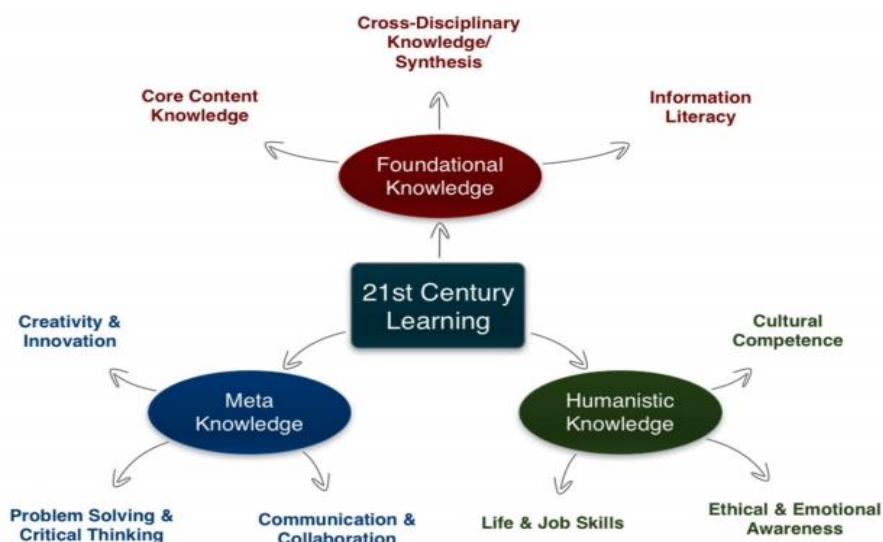 Cross-Disciplinary
Knowledge/
Synthesis
Core Content
Knowledge
Information
Literacy
Foundational
Knowledge
21st Century
Learning
Creativity &
Innovation
Cultural
Competence
Meta
Knowledge
Humanistic
Knowledge
Problem Solving &
Critical Thinking
Communication &
Collaboration
Life & Job Skills
Ethical & Emotional
Awareness